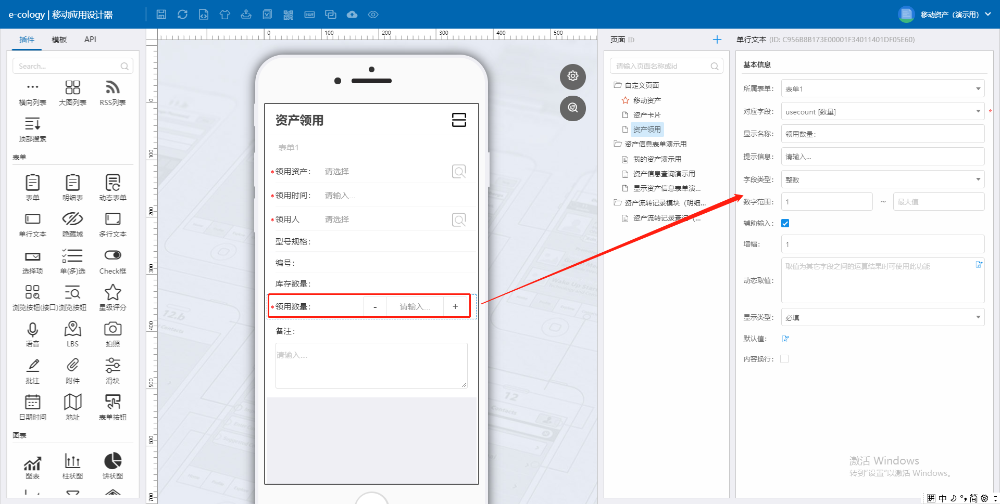 e-cology | 移动应用设计器
移动资产（演示用）
插件 模板 API
Search...
横向列表 大图列表 RSS列表
顶部搜索
表单
表单 明细表 动态表单
单行文本 隐藏域 多行文本
选择项 单(多)选 Check框
浏览按钮(接口) 浏览按钮 星级评分
语音 LBS 拍照
批注 附件 滑块
日期时间 地址 表单按钮
图表
图表 柱状图 饼状图
0 100 200 300 400 500
0
100
200
300
400
500
600
700
资产领用
表单1
*领用资产： 请选择
*领用时间： 请输入...
*领用人 请选择
型号规格：
编号：
库存数量：
*领用数量： - 请输入... +
备注：
请输入...
页面 ID
请输入页面名称或id
自定义页面
移动资产
资产卡片
资产领用
资产信息表单演示用
我的资产演示用
资产信息查询演示用
显示资产信息表单演...
资产流转记录模块（明细...
资产流转记录查询（...
单行文本 (ID: C956B8B173E00001F34011401DF05E60)
基本信息
所属表单： 表单1
对应字段： usecount [数量] *
显示名称： 领用数量：
提示信息： 请输入...
字段类型： 整数
数字范围： 1 ~ 最大值
辅助输入：
增幅： 1
动态取值： 取值为其它字段之间的运算结果时可使用此功能
显示类型： 必填
默认值：
内容换行：
激活 Windows
转到“设置”以激活 Windows。
拼 中 简